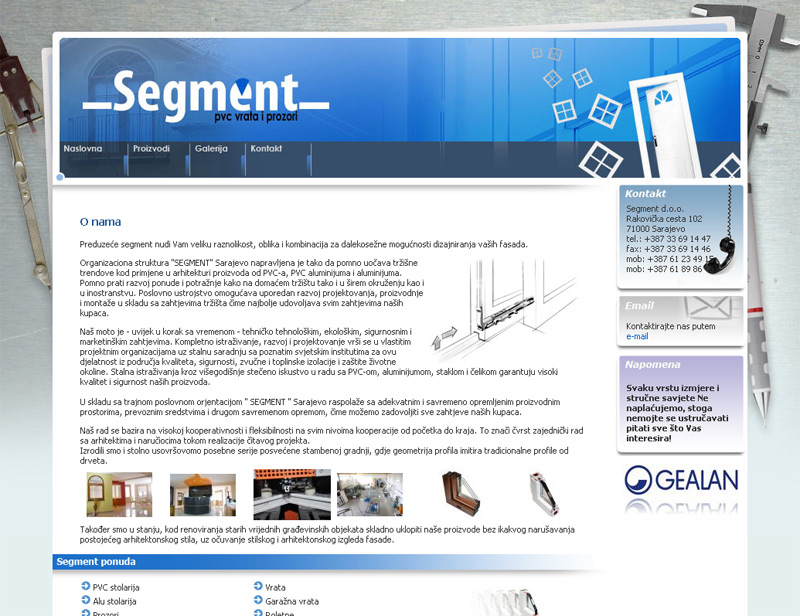 Segment
pvc vrata i prozori
Naslovna
Proizvodi
Galerija
Kontakt
O nama
Preduzeće segment nudi Vam veliku raznolikost, oblika i kombinacija za dalekosežne mogućnosti dizajniranja vaših fasada.
Organizaciona struktura "SEGMENT" Sarajevo napravljena je tako da pomno uočava tržišne
trendove kod primjene u arhitekturi proizvoda od PVC-a, PVC aluminijuma i aluminijuma.
Pomno prati razvoj ponude i potražnje kako na domaćem tržištu tako i u širem okruženju kao i
u inostranstvu. Poslovno ustrojstvo omogućava uporedan razvoj projektovanja, proizvodnje
i montaže u skladu sa zahtjevima tržišta čime najbolje udovoljava svim zahtjevima naših
kupaca.
Naš moto je - uvijek u korak sa vremenom - tehničko tehnološkim, ekološkim, sigurnosnim i
marketinškim zahtjevima. Kompletno istraživanje, razvoj i projektovanje vrši se u vlastitim
projektnim organizacijama uz stalnu saradnju sa poznatim svjetskim institutima za ovu
djelatnost iz područja kvaliteta, sigurnosti, zvučne i toplinske izolacije i zaštite životne
okoline. Stalna istraživanja kroz višegodišnje stečeno iskustvo u radu sa PVC-om, aluminijumom, staklom i čelikom garantuju visoki
kvalitet i sigurnost naših proizvoda.
U skladu sa trajnom poslovnom orjentacijom " SEGMENT " Sarajevo raspolaže sa adekvatnim i savremeno opremljenim proizvodnim
prostorima, prevoznim sredstvima i drugom savremenom opremom, čime možemo zadovoljiti sve zahtjeve naših kupaca.
Naš rad se bazira na visokoj kooperativnosti i fleksibilnosti na svim nivoima kooperacije od početka do kraja. To znači čvrst zajednički rad
sa arhitektima i naručiocima tokom realizacije čitavog projekta.
Izrodili smo i stolno usovršovomo posebne serije posvećene stambenoj gradnji, gdje geometrija profila imitira tradicionalne profile od
drveta.
Također smo u stanju, kod renoviranja starih vrijednih građevinskih objekata skladno uklopiti naše proizvode bez ikakvog narušavanja
postojećeg arhitektonskog stila, uz očuvanje stilskog i arhitektonskog izgleda fasade.
Segment ponuda
PVC stolarija
Vrata
Alu stolarija
Garažna vrata
Prozori
Roletne
Kontakt
Segment d.o.o.
Rakovička cesta 102
71000 Sarajevo
tel.: +387 33 69 14 47
fax: +387 33 69 14 46
mob: +387 61 23 49 15
mob: +387 61 89 86
Email
Kontaktirajte nas putem
e-mail
Napomena
Svaku vrstu izmjere i
stručne savjete Ne
naplaćujemo, stoga
nemojte se ustručavati
pitati sve što Vas
interesira!
GEALAN